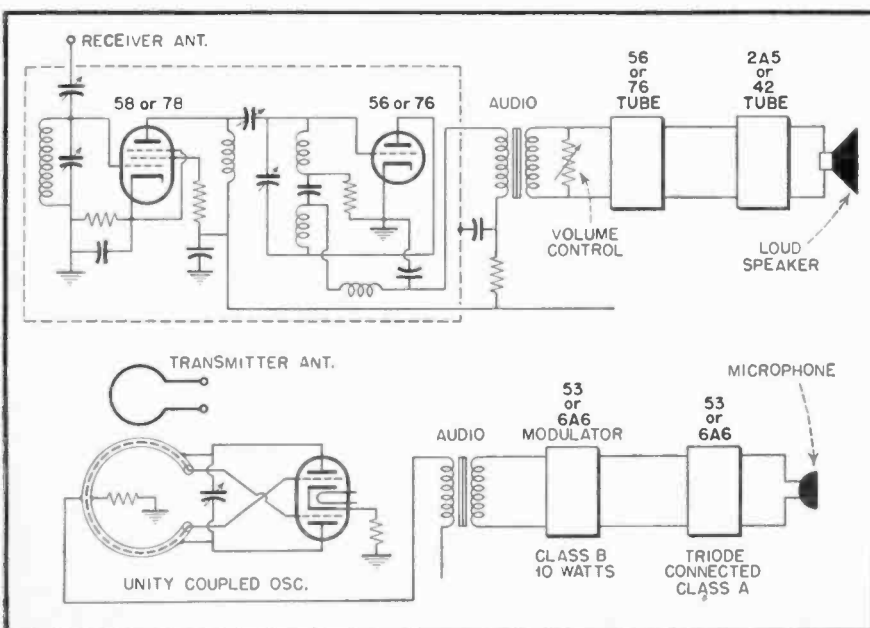 RECEIVER ANT.
58 or 78
56 or 76
AUDIO
56
or
76
TUBE
2A5
or
42
TUBE
VOLUME
CONTROL
LOUD
SPEAKER
TRANSMITTER ANT.
UNITY COUPLED OSC.
AUDIO
53
or
6A6
MODULATOR
CLASS B
10 WATTS
53
or
6A6
TRIODE
CONNECTED
CLASS A
MICROPHONE